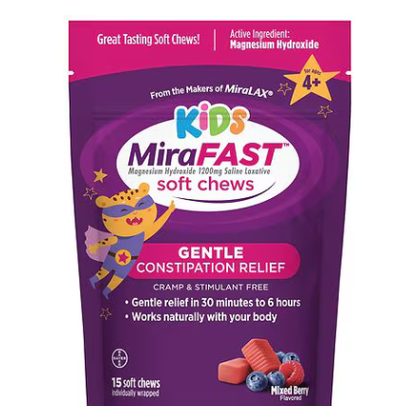 Great Tasting Soft Chews!
Active Ingredient:
Magnesium Hydroxide
From the Makers of MiraLAX®
for ages
4+
KiDS
MiraFAST™
Magnesium Hydroxide 1200mg Saline Laxative
soft chews
GENTLE
CONSTIPATION RELIEF
CRAMP & STIMULANT FREE
• Gentle relief in 30 minutes to 6 hours
• Works naturally with your body
BAYER
15 soft chews
individually wrapped
Mixed Berry
Flavored